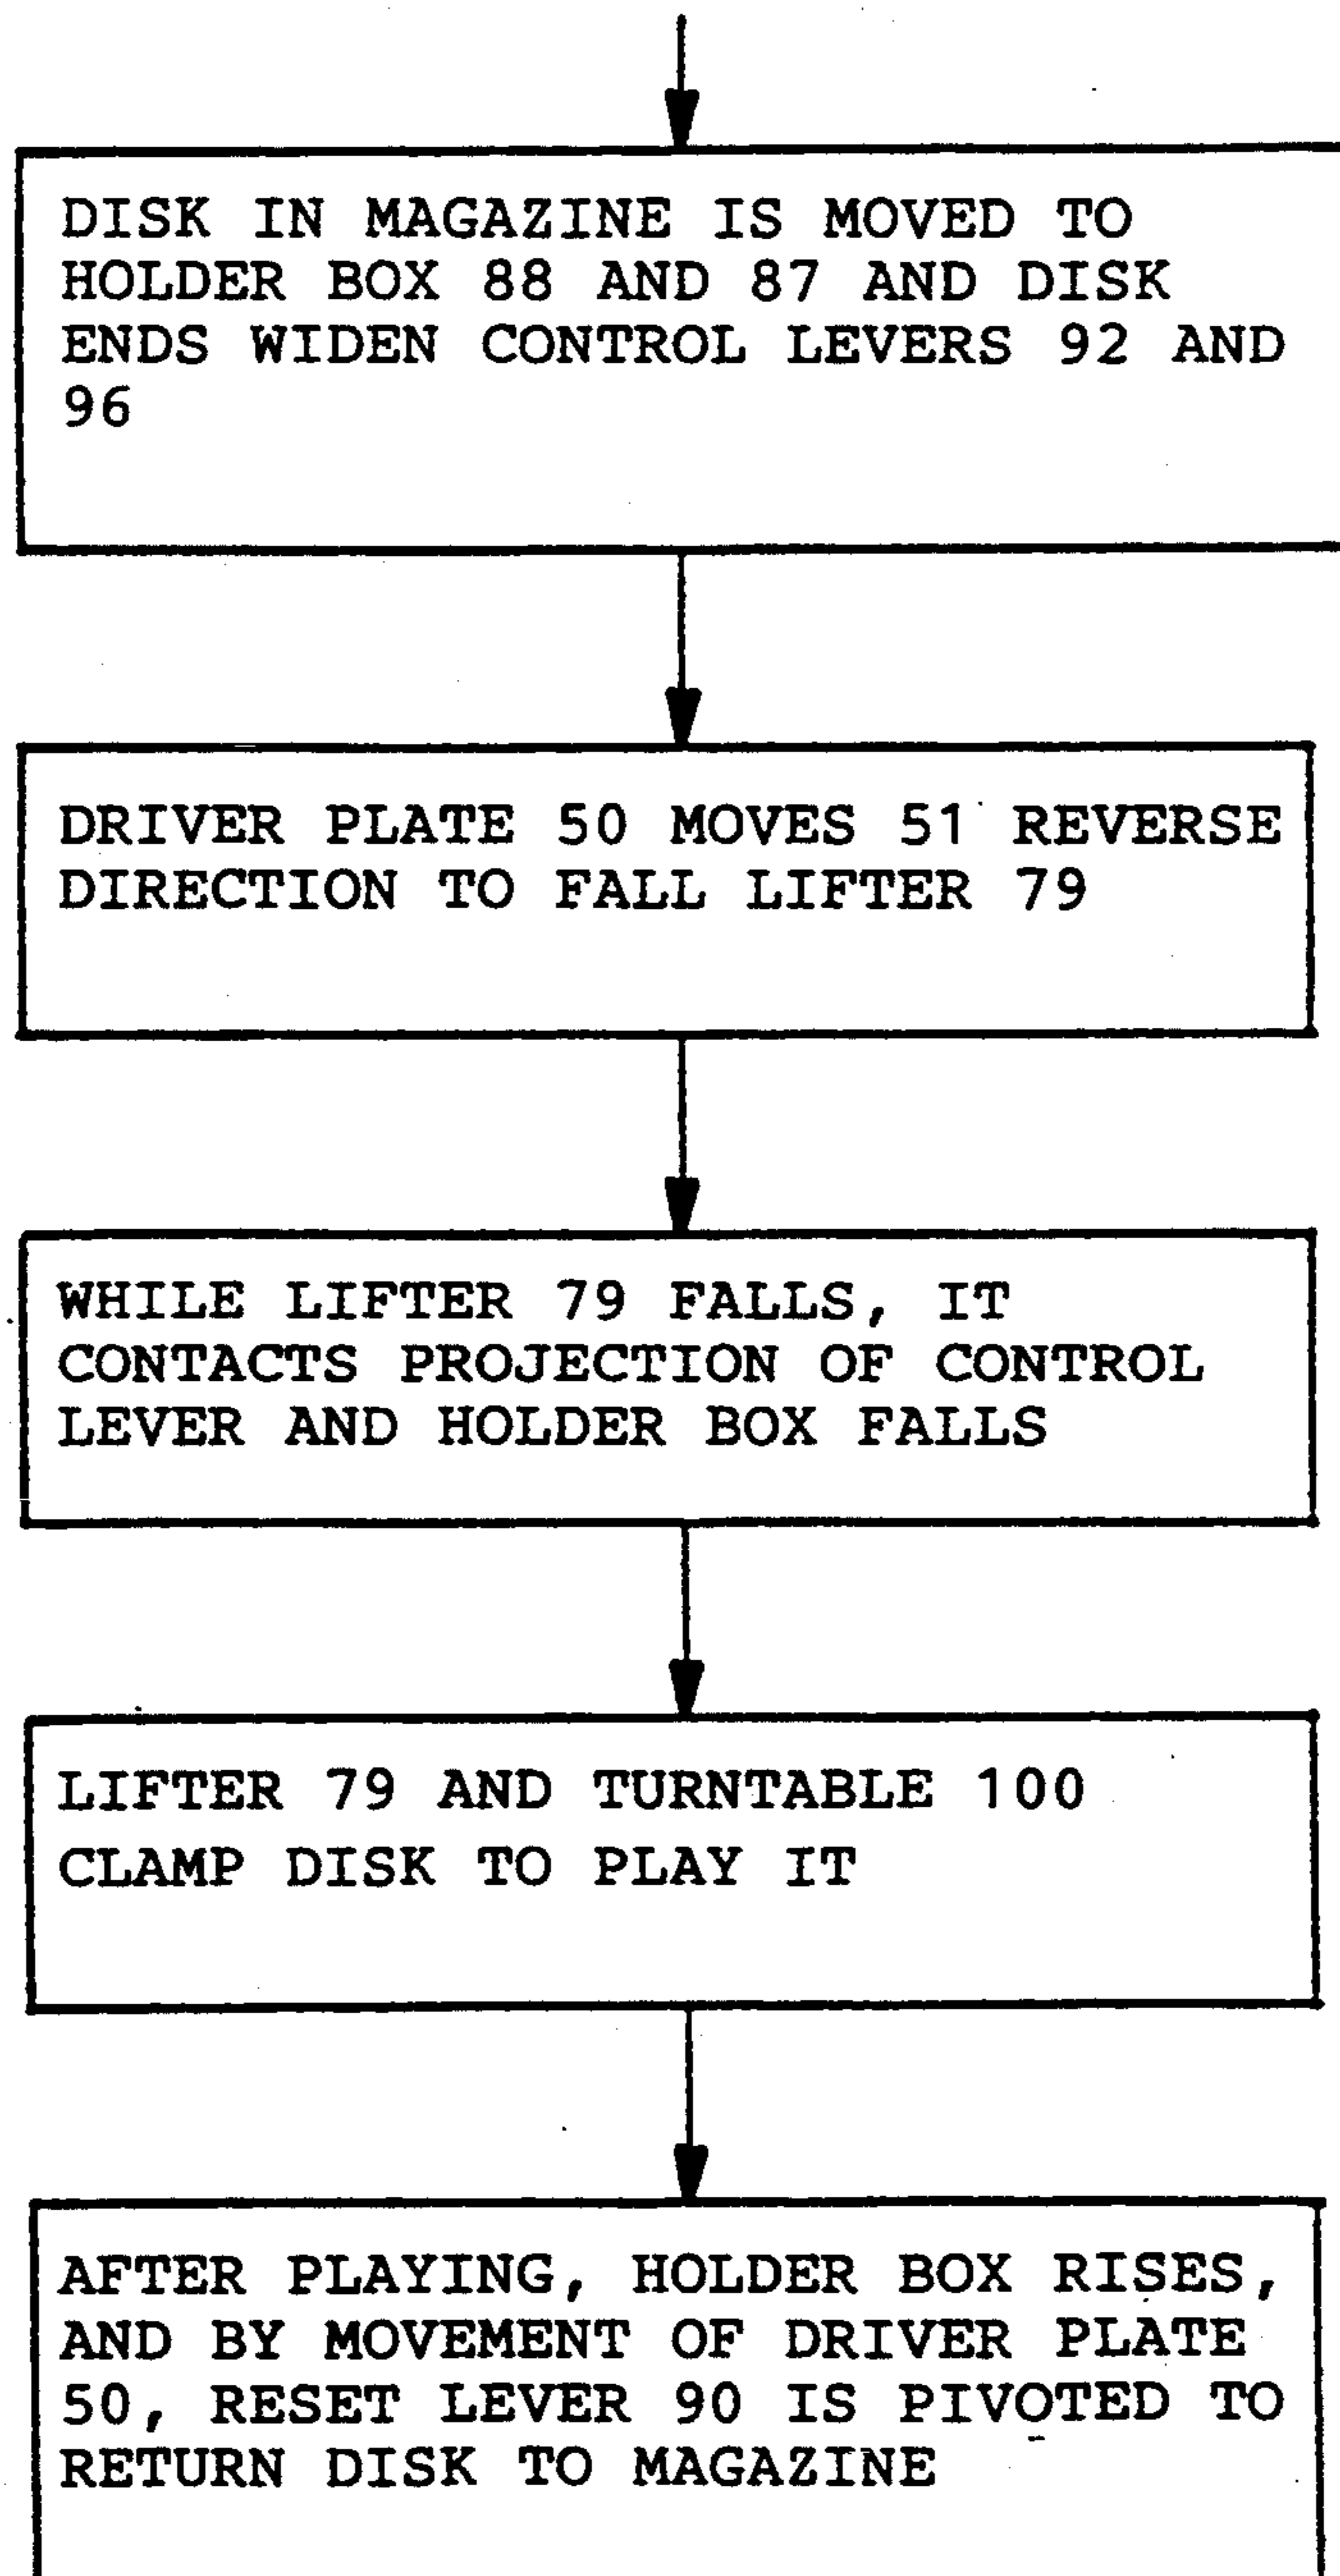 DISK IN MAGAZINE IS MOVED TO
HOLDER BOX 88 AND 87 AND DISK
ENDS WIDEN CONTROL LEVERS 92 AND
96
DRIVER PLATE 50 MOVES 51 REVERSE
DIRECTION TO FALL LIFTER 79
WHILE LIFTER 79 FALLS, IT
CONTACTS PROJECTION OF CONTROL
LEVER AND HOLDER BOX FALLS
LIFTER 79 AND TURNTABLE 100
CLAMP DISK TO PLAY IT
AFTER PLAYING, HOLDER BOX RISES,
AND BY MOVEMENT OF DRIVER PLATE
50, RESET LEVER 90 IS PIVOTED TO
RETURN DISK TO MAGAZINE